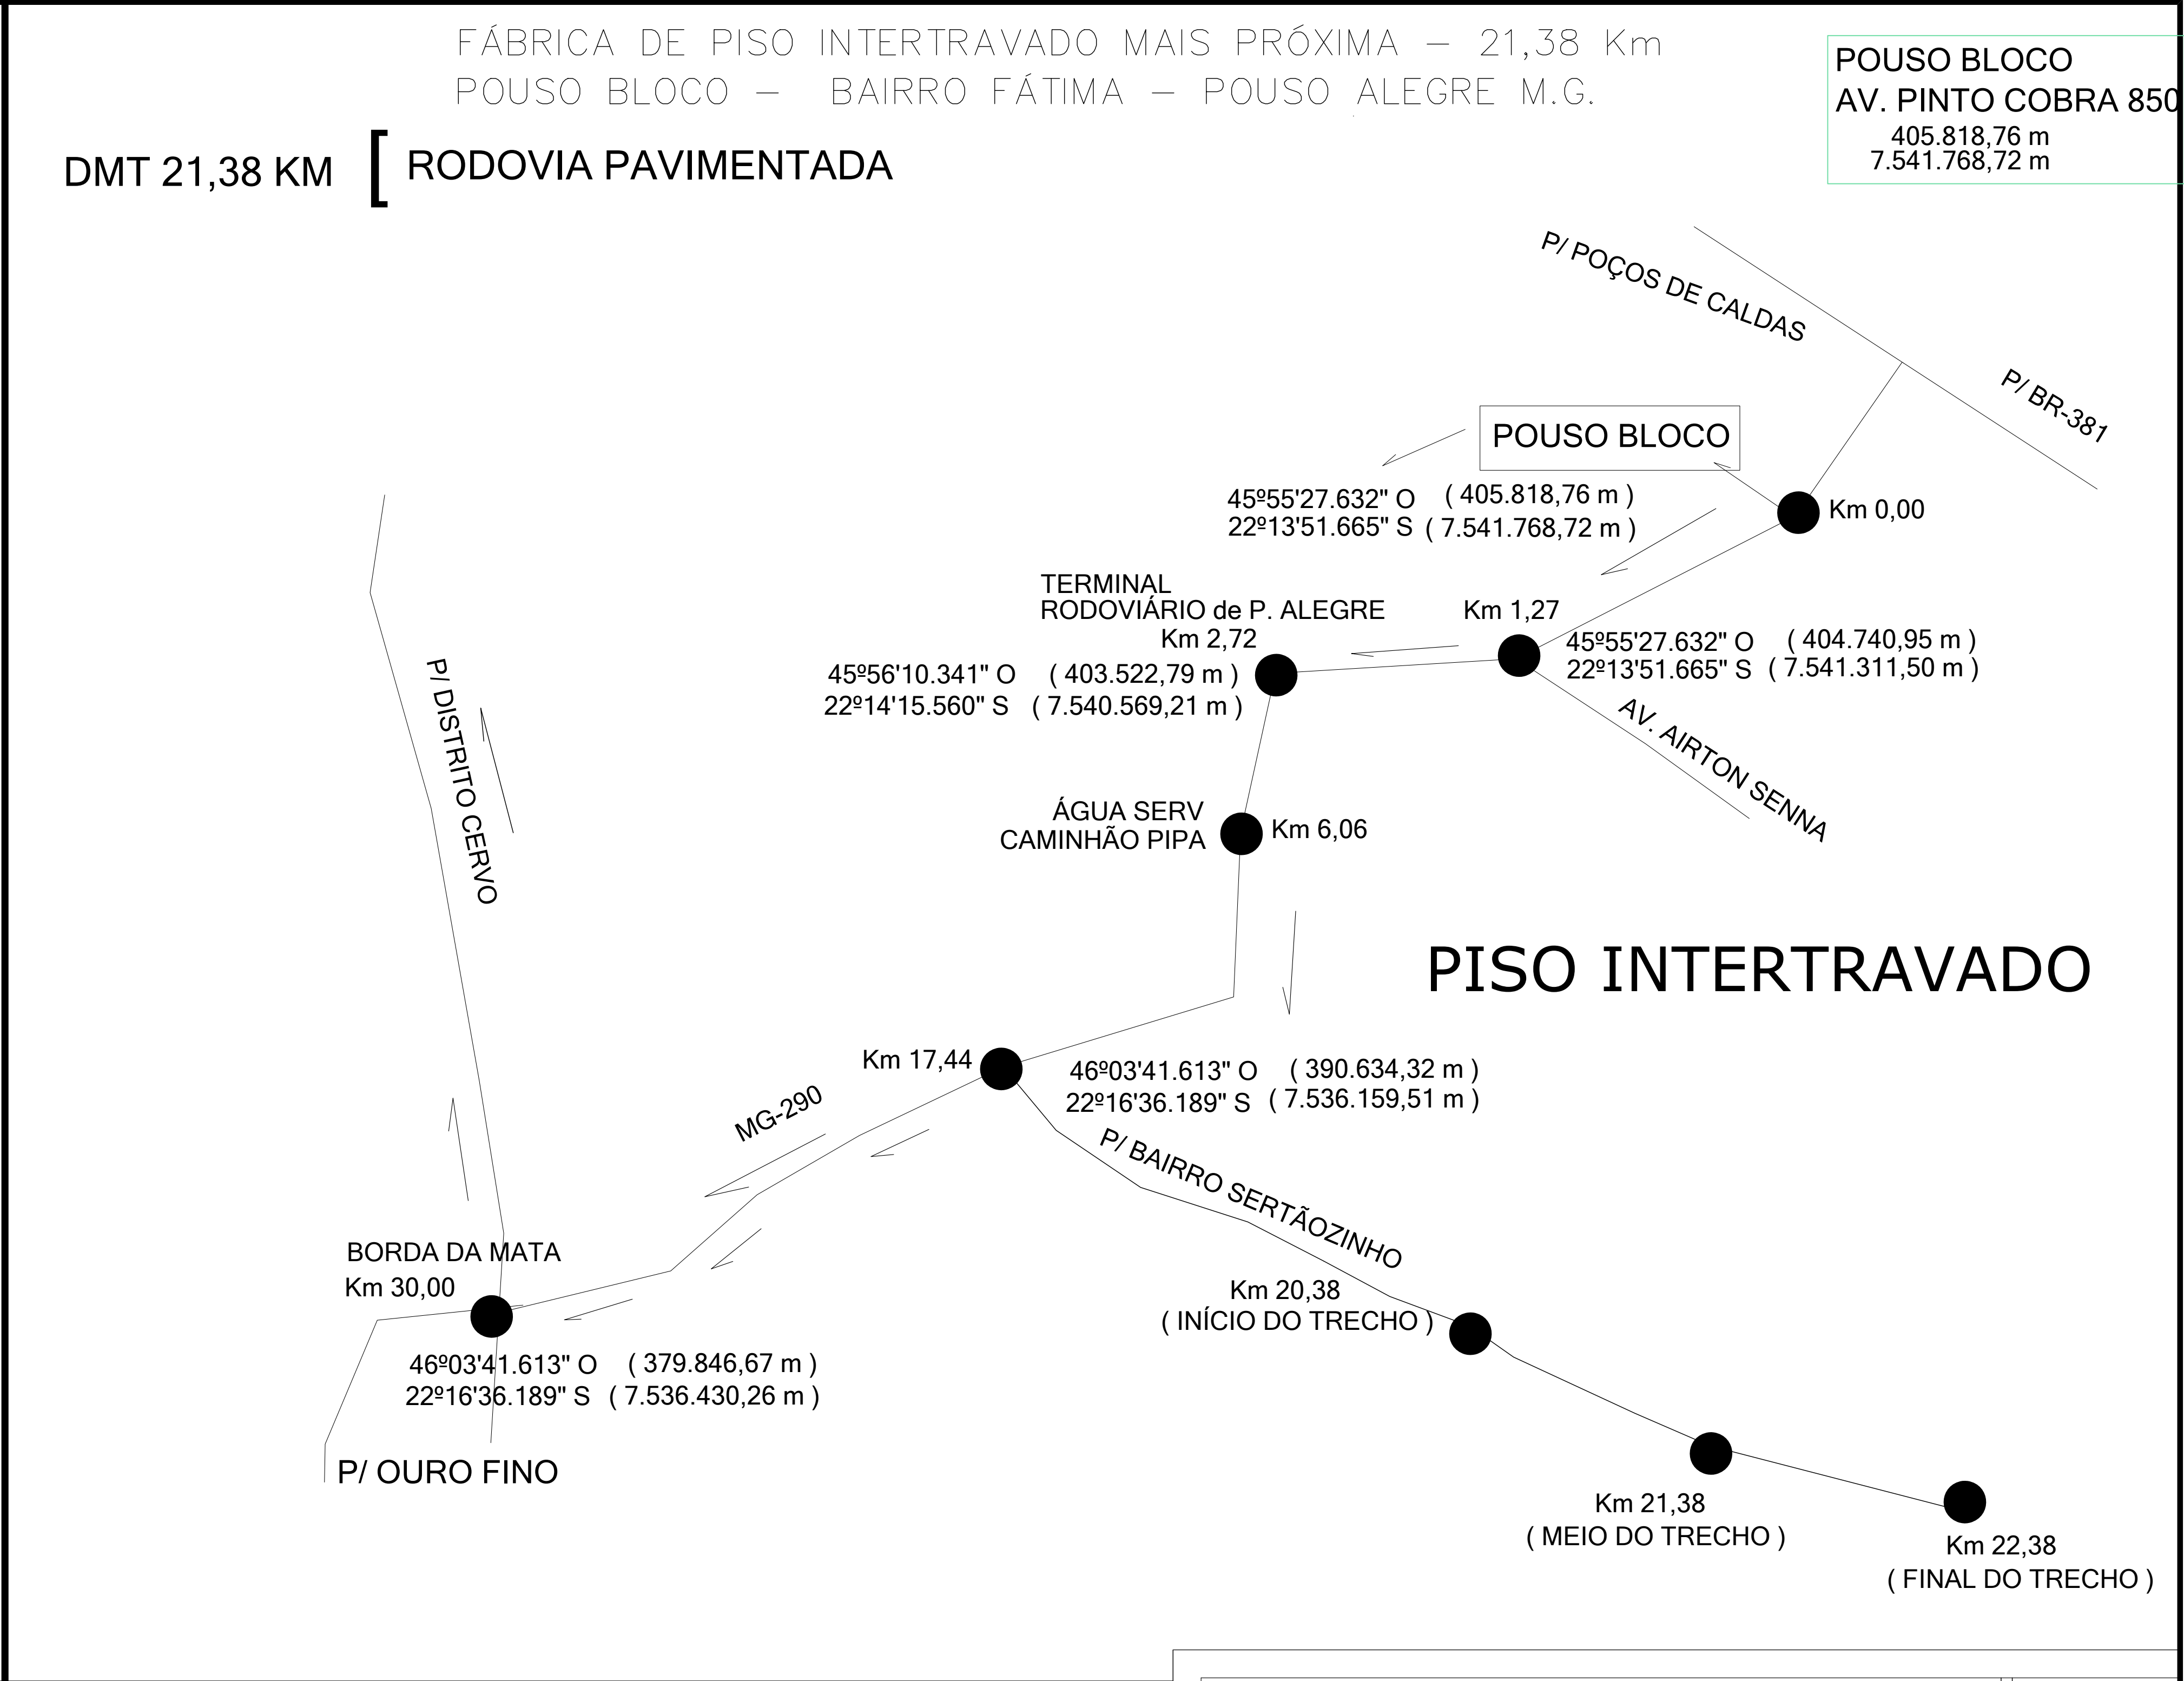 FÁBRICA DE PISO INTERTRAVADO MAIS PRÓXIMA - 21,38 Km
POUSO BLOCO - BAIRRO FÁTIMA - POUSO ALEGRE M.G.
POUSO BLOCO
AV. PINTO COBRA 850
405.818,76 m
7.541.768,72 m
DMT 21,38 KM [ RODOVIA PAVIMENTADA
P/ POÇOS DE CALDAS
P/ BR-381
POUSO BLOCO
45º55'27.632" O ( 405.818,76 m )
22º13'51.665" S ( 7.541.768,72 m )
Km 0,00
TERMINAL
RODOVIÁRIO de P. ALEGRE
Km 2,72
45º56'10.341" O ( 403.522,79 m )
22º14'15.560" S ( 7.540.569,21 m )
Km 1,27
45º55'27.632" O ( 404.740,95 m )
22º13'51.665" S ( 7.541.311,50 m )
AV. AIRTON SENNA
P/ DISTRITO CERVO
ÁGUA SERV
CAMINHÃO PIPA
Km 6,06
PISO INTERTRAVADO
Km 17,44
46º03'41.613" O ( 390.634,32 m )
22º16'36.189" S ( 7.536.159,51 m )
MG-290
P/ BAIRRO SERTÃOZINHO
BORDA DA MATA
Km 30,00
46º03'41.613" O ( 379.846,67 m )
22º16'36.189" S ( 7.536.430,26 m )
P/ OURO FINO
Km 20,38
( INÍCIO DO TRECHO )
Km 21,38
( MEIO DO TRECHO )
Km 22,38
( FINAL DO TRECHO )